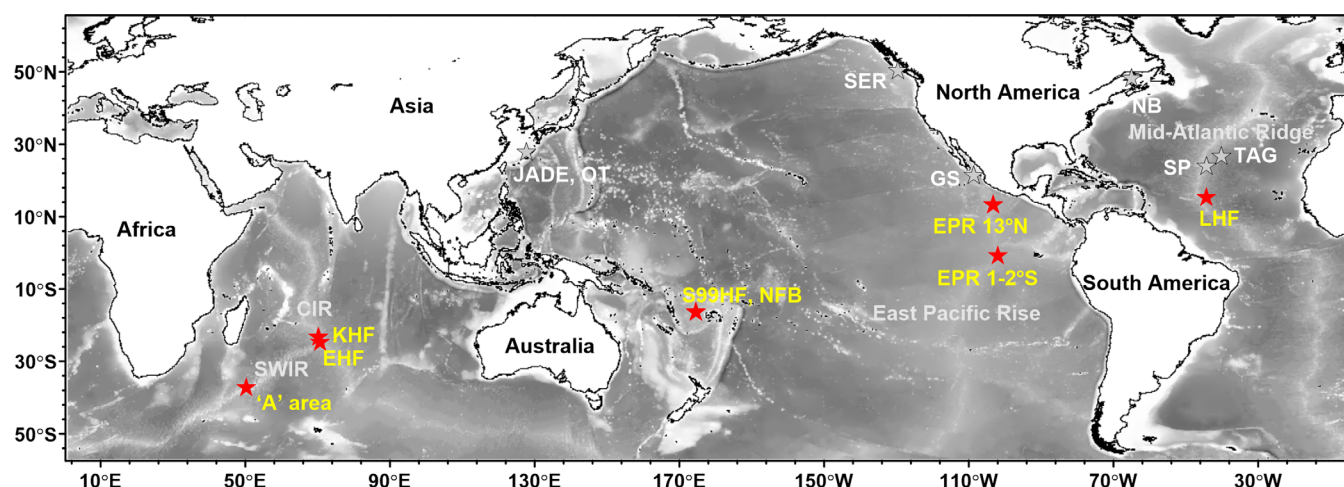 50°N
SER
North America
Asia
NB
Mid-Atlantic Ridge
30°N
TAG
SP
JADE, OT
GS
10°N
Africa
EPR 13°N
LHF
EPR 1-2°S
South America
10°S
S99HF, NFB
CIR
East Pacific Rise
KHF
Australia
EHF
30°S
SWIR
‘A’ area
50°S
10°E
50°E
90°E
130°E
170°E
150°W
110°W
70°W
30°W